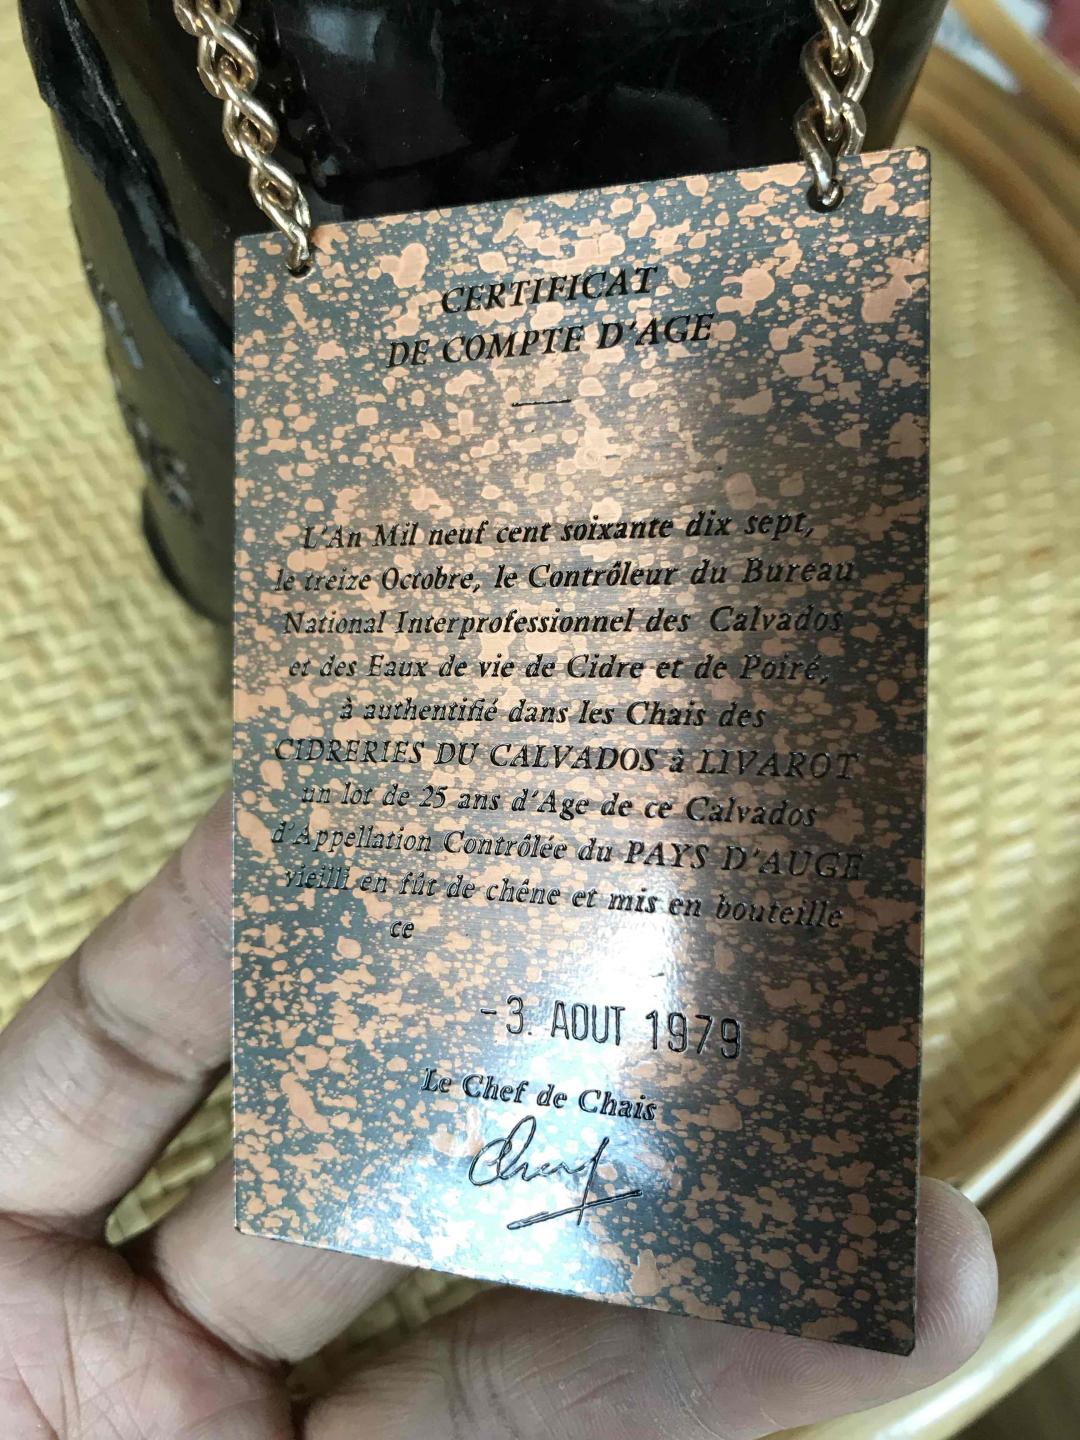 CERTIFICAT
DE COMPTE D'AGE
L'An Mil neuf cent soixante dix sept,
le treize Octobre, le Contrôleur du Bureau
National Interprofessionnel des Calvados
et des Eaux de vie de Cidre et de Poiré,
à authentifié dans les Chais des
CIDRERIES DU CALVADOS à LIVAROT
un lot de 25 ans d'Age de ce Calvados
d'Appellation Contrôlée du PAYS D'AUGE
vieilli en fût de chêne et mis en bouteille
ce
-3. AOUT 1979
Le Chef de Chais